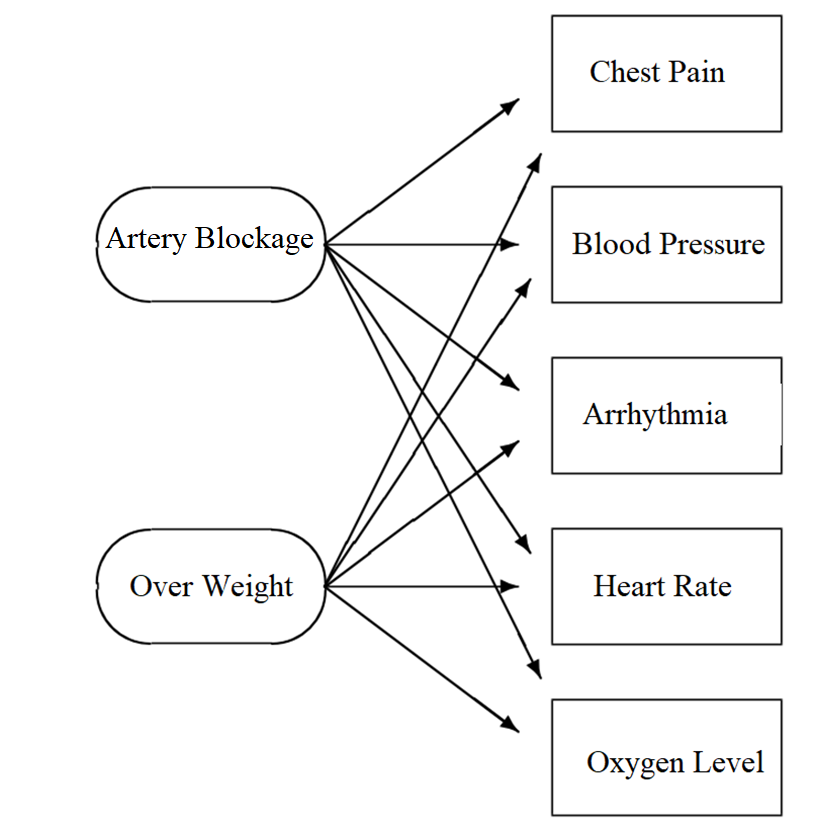 Chest Pain
Artery Blockage
Blood Pressure
Arrhythmia
Over Weight
Heart Rate
Oxygen Level